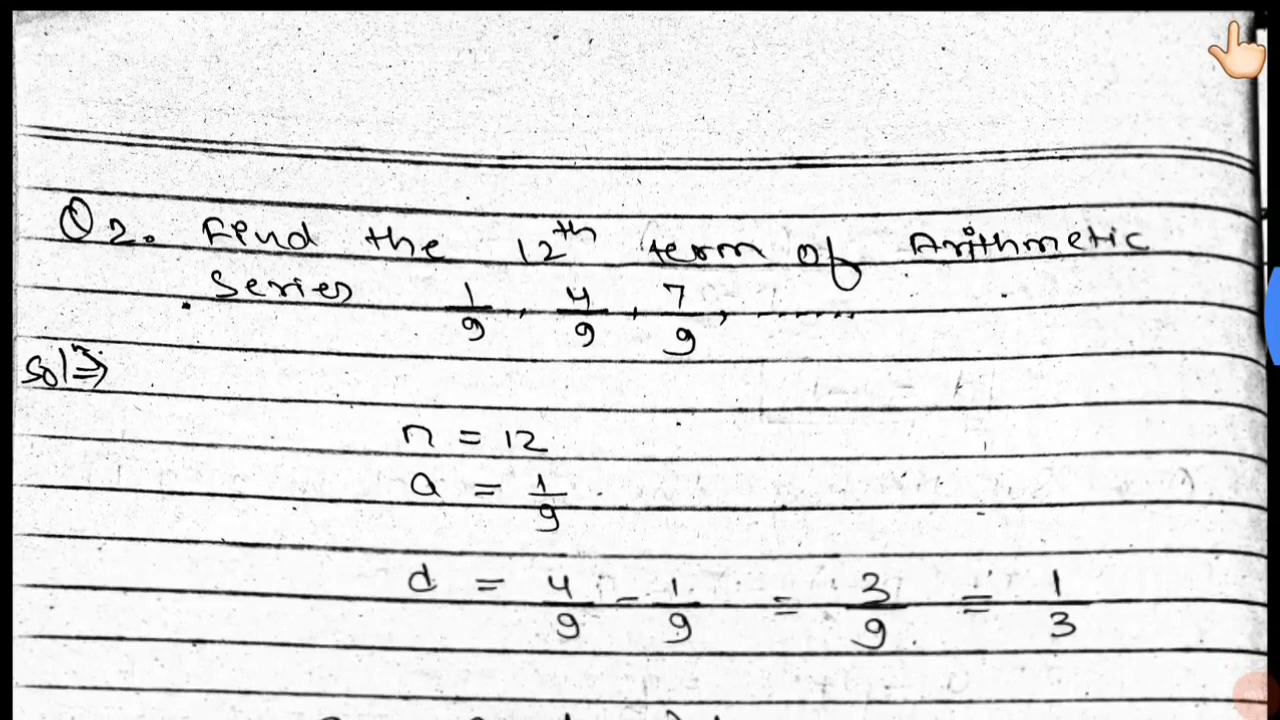 Q2. Find the 12th term of Arithmetic
Series 1/9, 4/9, 7/9, .......
Sol⇒
n = 12
a = 1/9
d = 4/9 - 1/9 = 3/9 = 1/3